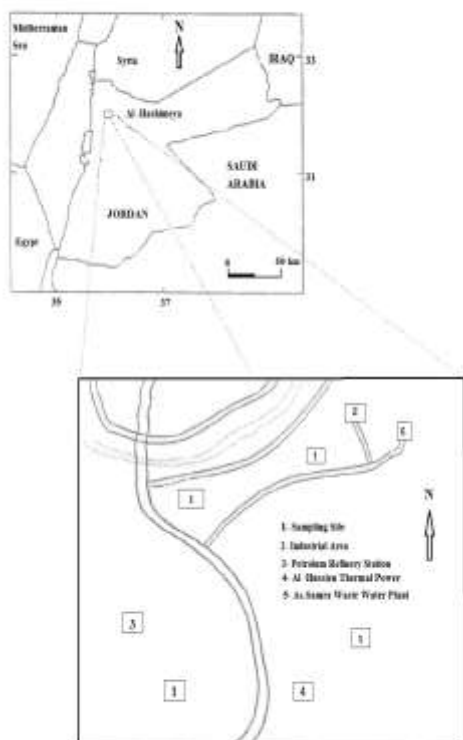 Mediterranean
Sea
N
Syria
IRAQ
33
Al-Hashimeya
SAUDI
ARABIA
31
JORDAN
Egypt
0
50 km
35
37
2
1
1
N
1- Sampling Site
2- Industrial Area
3- Petroleum Refinery Station
4- Al-Hussien Thermal Power
5- As.Samra Waste Water Plant
3
1
1
4